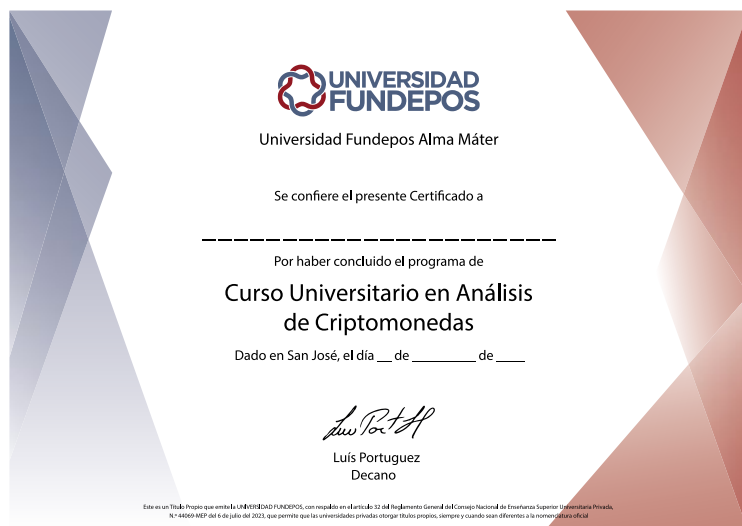 UNIVERSIDAD
FUNDEPOS
Universidad Fundepos Alma Máter
Se confiere el presente Certificado a
Por haber concluido el programa de
Curso Universitario en Análisis
de Criptomonedas
Dado en San José, el día __ de ________ de ____
Luís Portuguez
Decano
Este es un Título Propio que emite la UNIVERSIDAD FUNDEPOS, con respaldo en el artículo 32 del Reglamento General del Consejo Nacional de Enseñanza Superior Universitaria Privada,
N.º 44069-MEP del 6 de julio del 2023, que permite que las universidades privadas otorgar títulos propios, siempre y cuando sean diferentes a la nomenclatura oficial